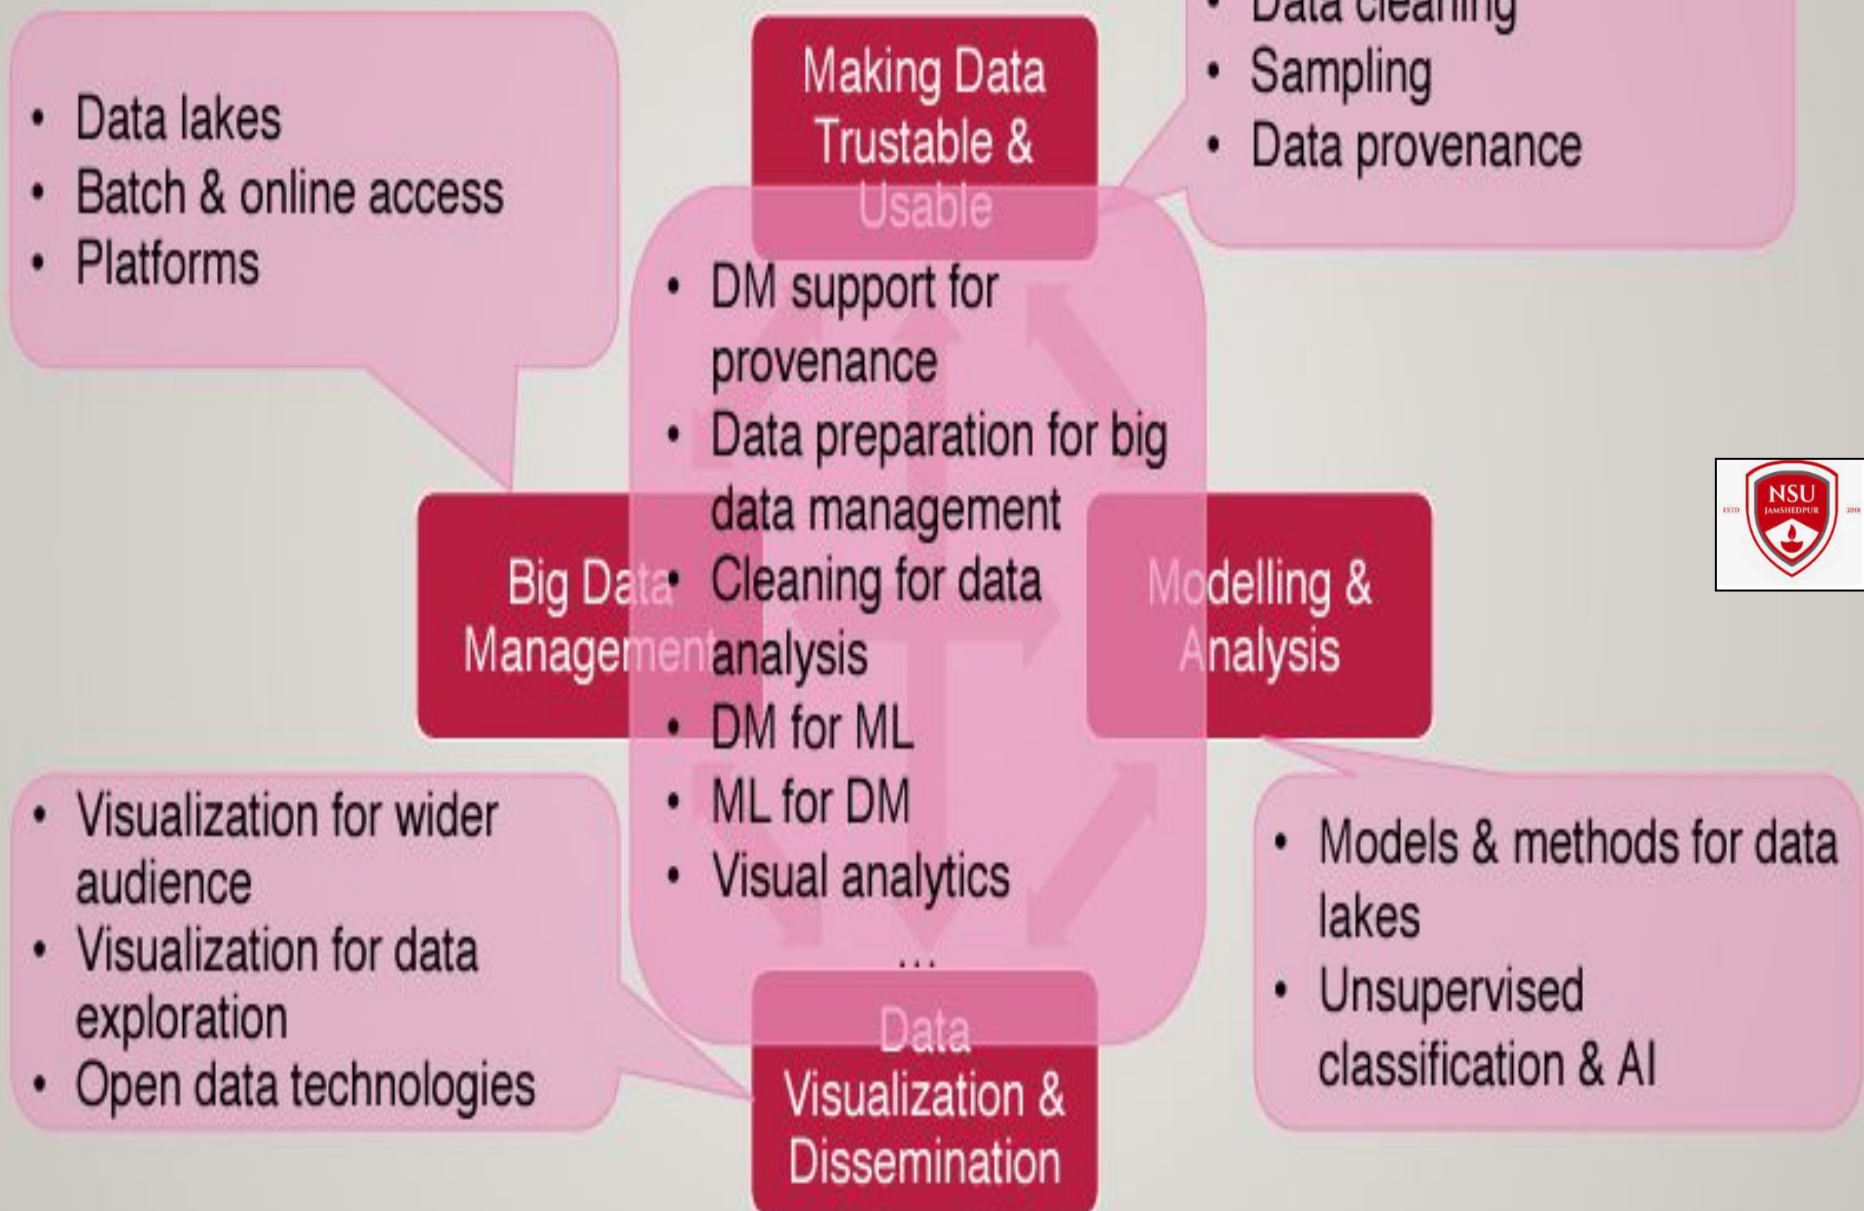 • Data lakes
• Batch & online access
• Platforms
Making Data
Trustable &
Usable
• Data cleaning
• Sampling
• Data provenance
• DM support for
provenance
• Data preparation for big
data management
• Cleaning for data
analysis
• DM for ML
• ML for DM
• Visual analytics
...
Big Data
Management
Modelling &
Analysis
NSU
JAMSHEDPUR
ESTD
2018
• Visualization for wider
audience
• Visualization for data
exploration
• Open data technologies
Data
Visualization &
Dissemination
• Models & methods for data
lakes
• Unsupervised
classification & AI